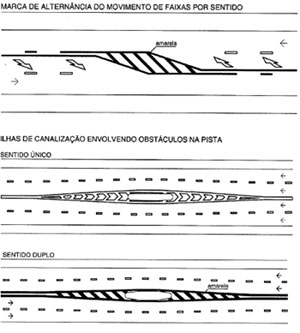 MARCA DE ALTERNÂNCIA DO MOVIMENTO DE FAIXAS POR SENTIDO
amarela
ILHAS DE CANALIZAÇÃO ENVOLVENDO OBSTÁCULOS NA PISTA
SENTIDO ÚNICO
SENTIDO DUPLO
amarela